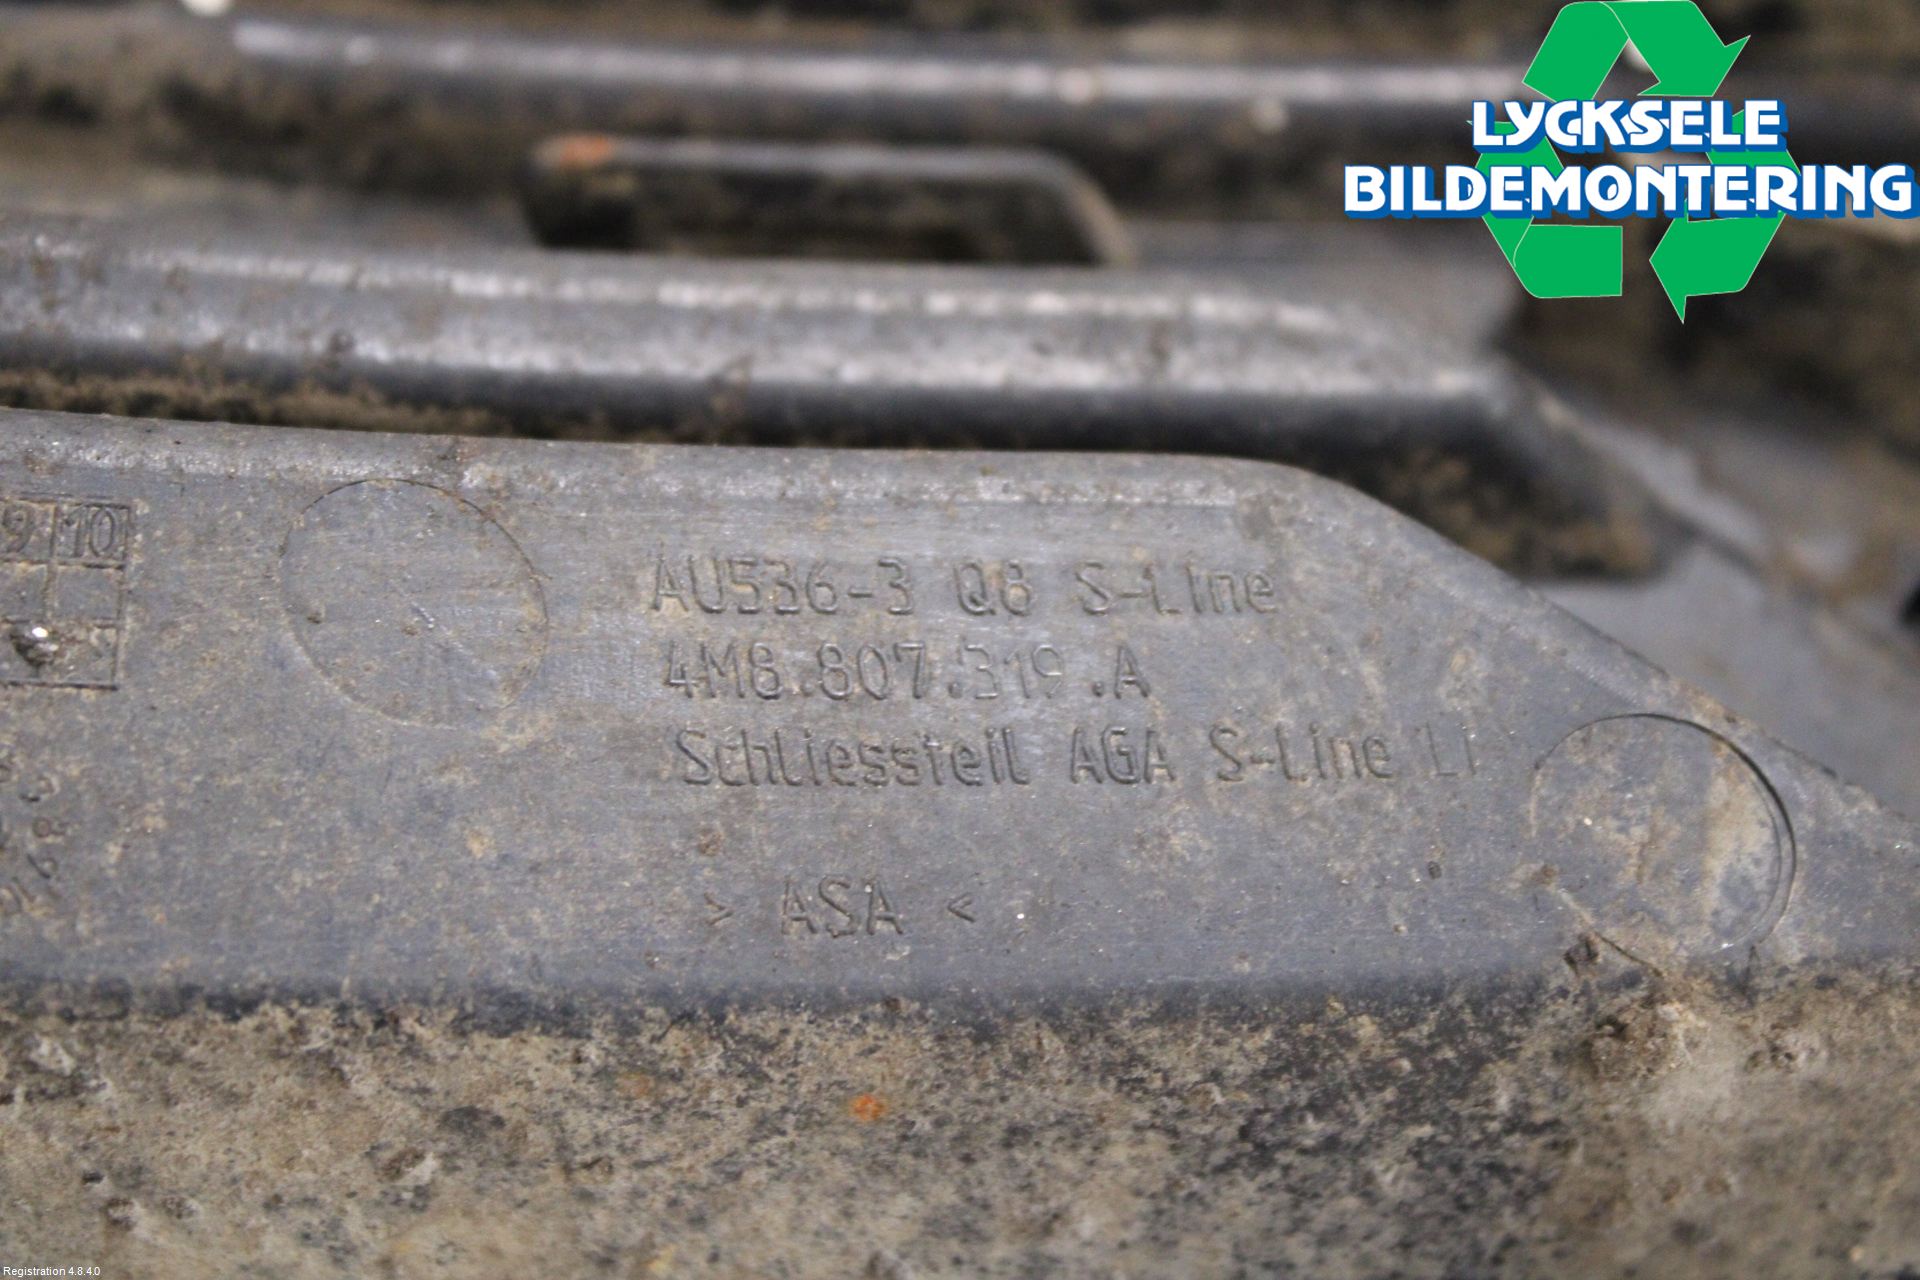 LYCKSELE
BILDEMONTERING
9 10
AU536-3 Q8 S-Line
4M8.807.319.A
Schliessteil AGA S-Line LI
> ASA <
Registration 4.8.4.0